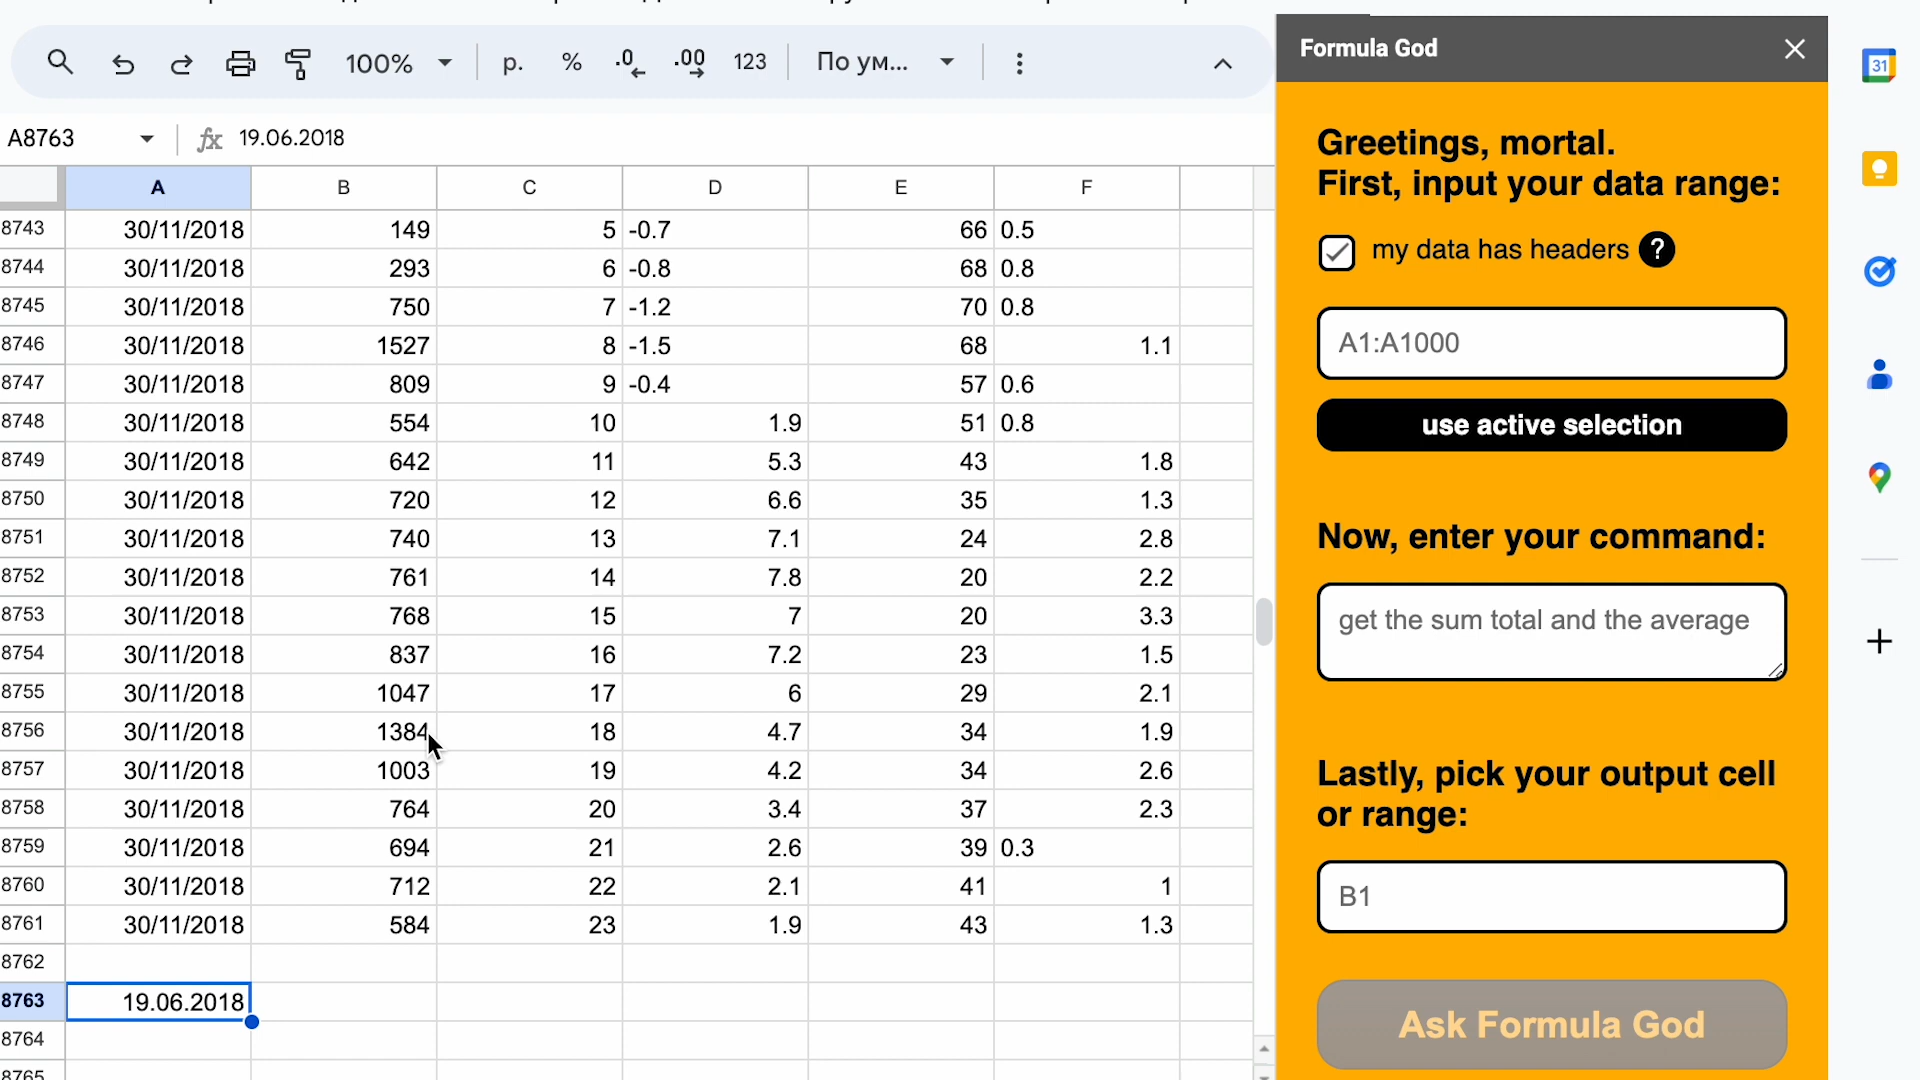 100% р. % .0 .00 123 По ум...
A8763 fx 19.06.2018
A B C D E F
8743 30/11/2018 149 5 -0.7 66 0.5
8744 30/11/2018 293 6 -0.8 68 0.8
8745 30/11/2018 750 7 -1.2 70 0.8
8746 30/11/2018 1527 8 -1.5 68 1.1
8747 30/11/2018 809 9 -0.4 57 0.6
8748 30/11/2018 554 10 1.9 51 0.8
8749 30/11/2018 642 11 5.3 43 1.8
8750 30/11/2018 720 12 6.6 35 1.3
8751 30/11/2018 740 13 7.1 24 2.8
8752 30/11/2018 761 14 7.8 20 2.2
8753 30/11/2018 768 15 7 20 3.3
8754 30/11/2018 837 16 7.2 23 1.5
8755 30/11/2018 1047 17 6 29 2.1
8756 30/11/2018 1384 18 4.7 34 1.9
8757 30/11/2018 1003 19 4.2 34 2.6
8758 30/11/2018 764 20 3.4 37 2.3
8759 30/11/2018 694 21 2.6 39 0.3
8760 30/11/2018 712 22 2.1 41 1
8761 30/11/2018 584 23 1.9 43 1.3
8762
8763 19.06.2018
8764
8765
Formula God
Greetings, mortal.
First, input your data range:
my data has headers ?
A1:A1000
use active selection
Now, enter your command:
get the sum total and the average
Lastly, pick your output cell
or range:
B1
Ask Formula God
31